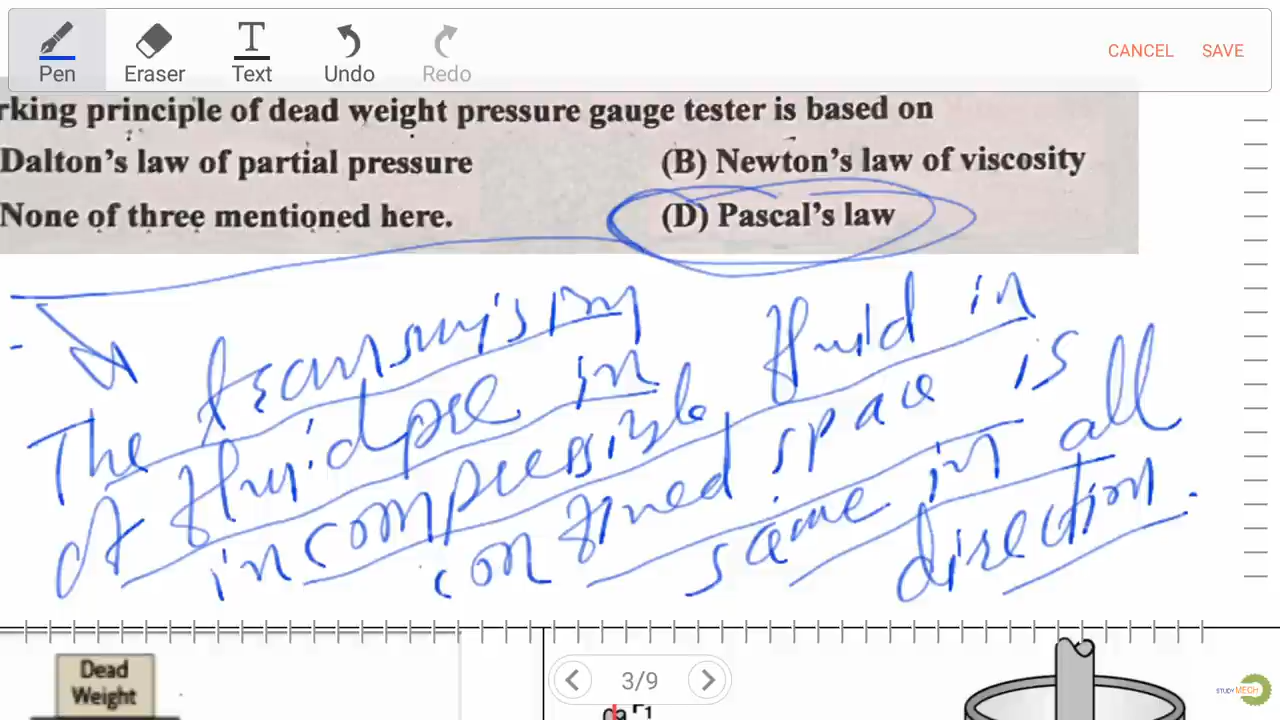 Pen Eraser Text Undo Redo CANCEL SAVE
rking principle of dead weight pressure gauge tester is based on
Dalton's law of partial pressure (B) Newton's law of viscosity
None of three mentioned here. (D) Pascal's law
The transmission
of fluid pre in
incompressible fluid in
confined space is
same in all
direction.
Dead
Weight
3/9
STUDY MECH